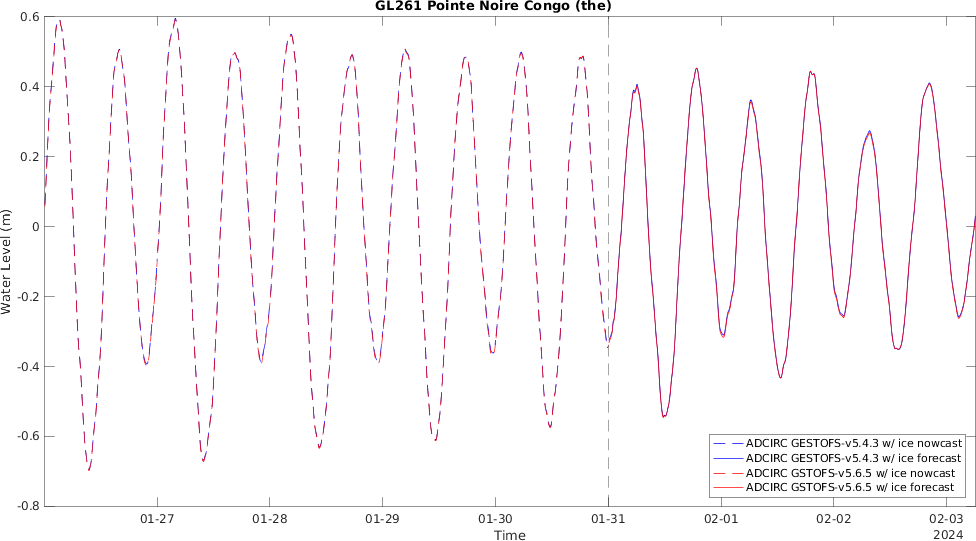 GL261 Pointe Noire Congo (the)
0.6
0.4
0.2
0
-0.2
-0.4
-0.6
-0.8
Water Level (m)
ADCIRC GESTOFS-v5.4.3 w/ ice nowcast
ADCIRC GESTOFS-v5.4.3 w/ ice forecast
ADCIRC GSTOFS-v5.6.5 w/ ice nowcast
ADCIRC GSTOFS-v5.6.5 w/ ice forecast
01-27
01-28
01-29
01-30
01-31
02-01
02-02
02-03
Time
2024